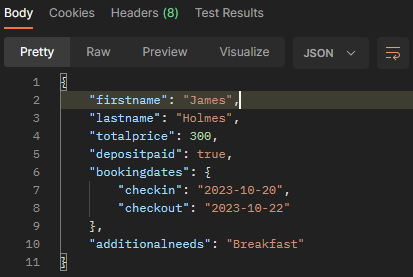 Body Cookies Headers (8) Test Results
Pretty Raw Preview Visualize JSON
1 {
2 "firstname": "James",
3 "lastname": "Holmes",
4 "totalprice": 300,
5 "depositpaid": true,
6 "bookingdates": {
7 "checkin": "2023-10-20",
8 "checkout": "2023-10-22"
9 },
10 "additionalneeds": "Breakfast"
11 }